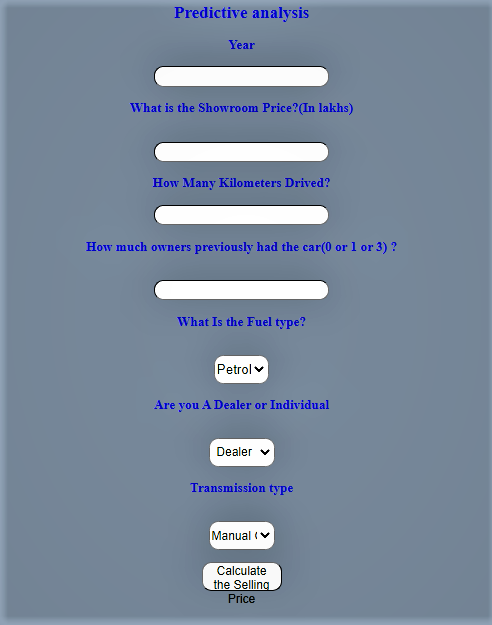 Predictive analysis
Year
What is the Showroom Price?(In lakhs)
How Many Kilometers Drived?
How much owners previously had the car(0 or 1 or 3) ?
What Is the Fuel type?
Petrol
Are you A Dealer or Individual
Dealer
Transmission type
Manual
Calculate
the Selling
Price